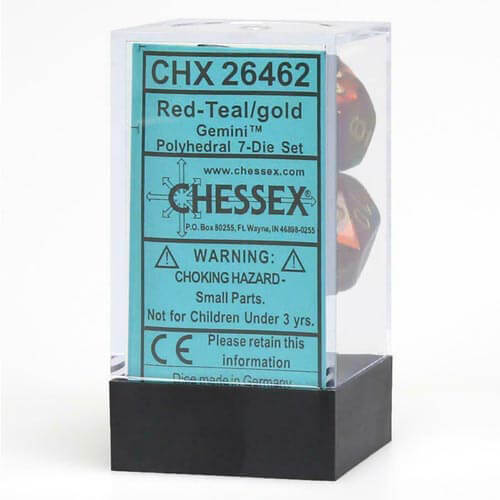 CHX 26462
Red-Teal/gold
Gemini™
Polyhedral 7-Die Set
www.chessex.com
CHESSEX®
P.O. Box 80255, Ft. Wayne, IN 46898-0255
WARNING:
CHOKING HAZARD-
Small Parts.
Not for Children Under 3 yrs.
CE
Please retain this
information
Dice made in Germany